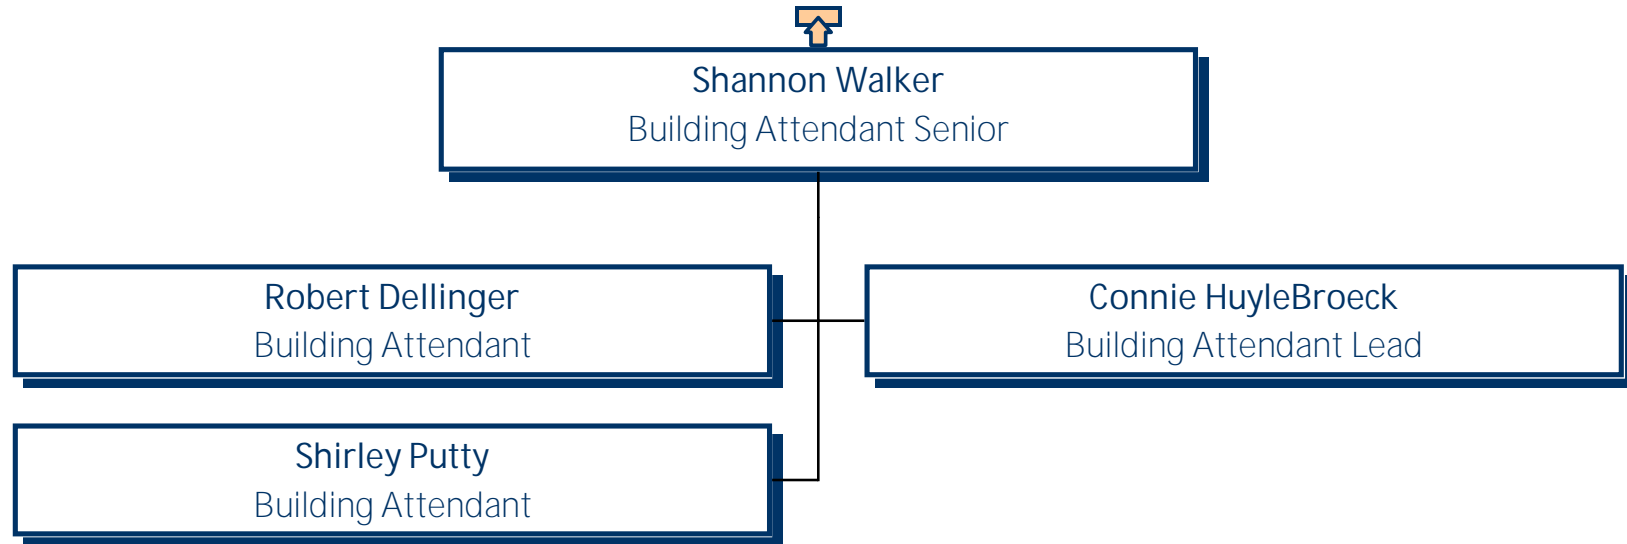 Shannon Walker
Building Attendant Senior
Robert Dellinger
Building Attendant
Connie HuyleBroeck
Building Attendant Lead
Shirley Putty
Building Attendant